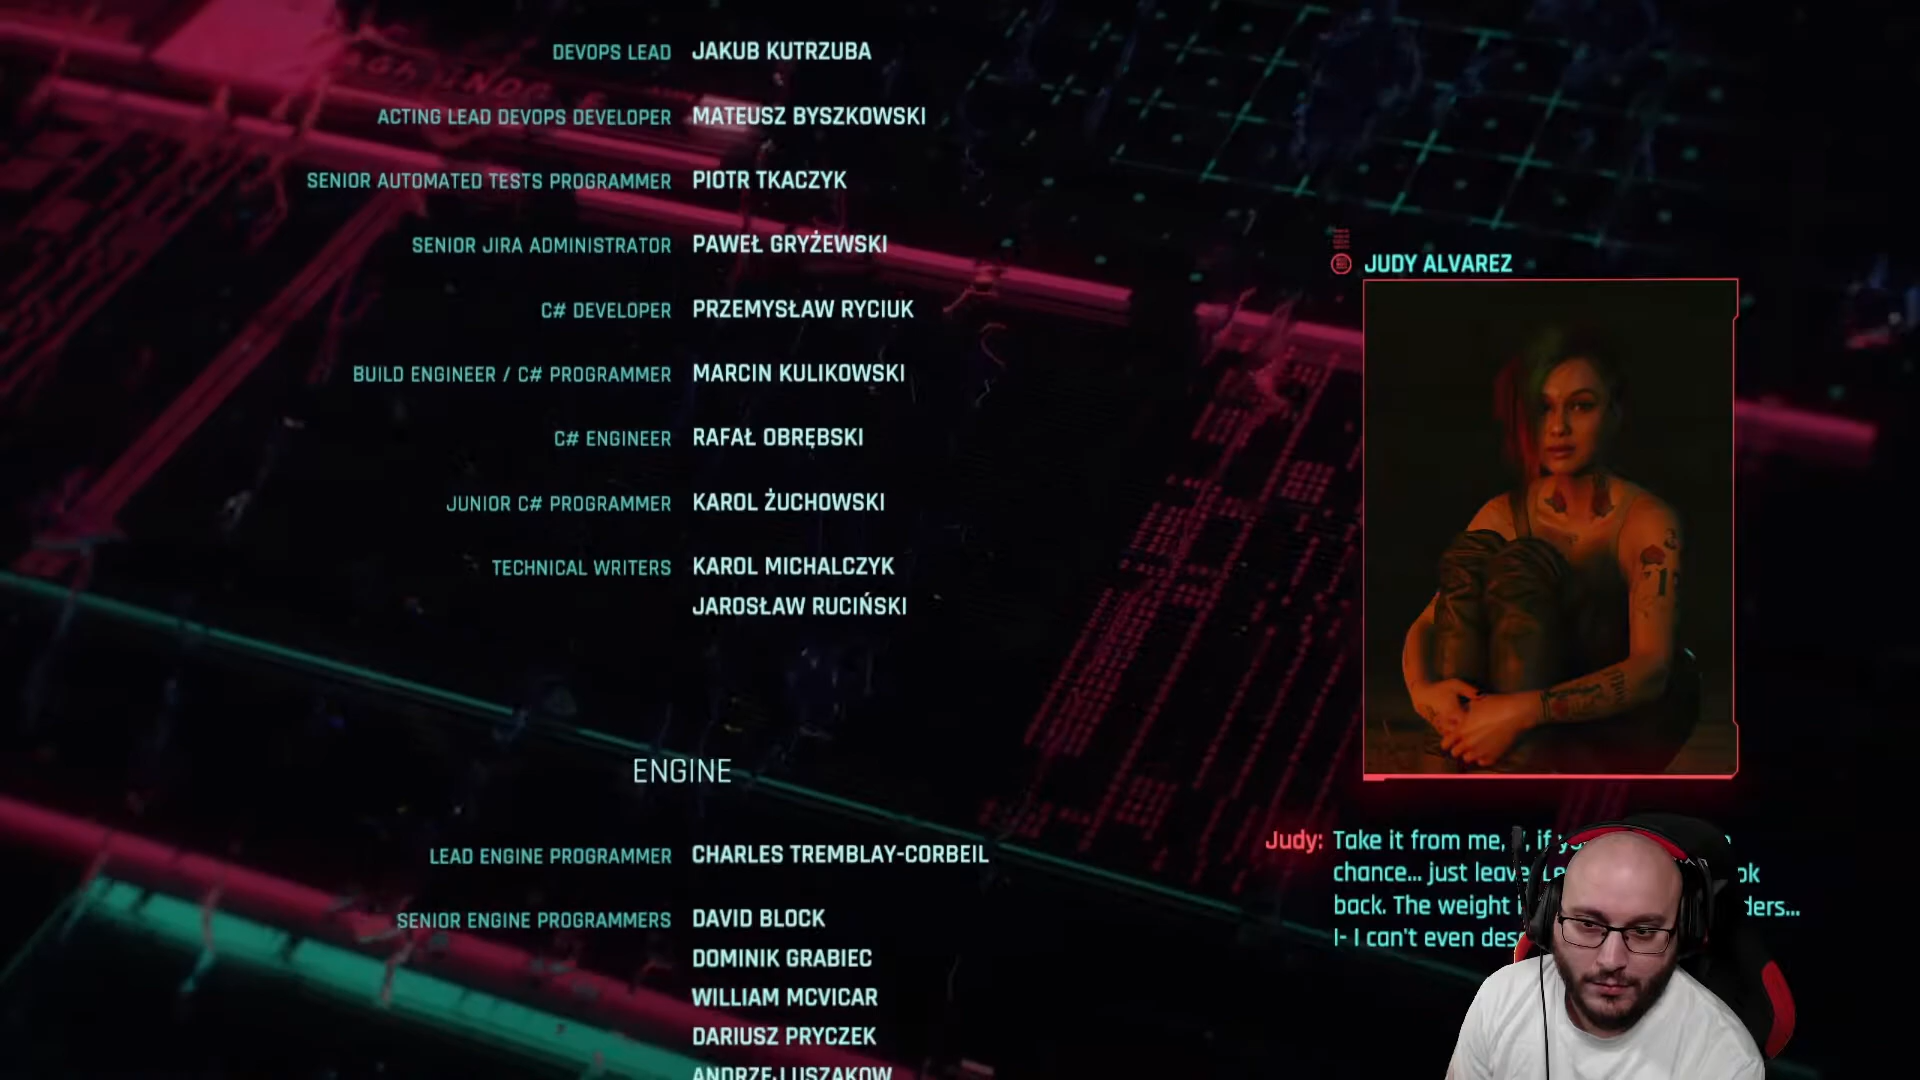 DEVOPS LEAD JAKUB KUTRZUBA
ACTING LEAD DEVOPS DEVELOPER MATEUSZ BYSZKOWSKI
SENIOR AUTOMATED TESTS PROGRAMMER PIOTR TKACZYK
SENIOR JIRA ADMINISTRATOR PAWEŁ GRYŻEWSKI
C# DEVELOPER PRZEMYSŁAW RYCIUK
BUILD ENGINEER / C# PROGRAMMER MARCIN KULIKOWSKI
C# ENGINEER RAFAŁ OBRĘBSKI
JUNIOR C# PROGRAMMER KAROL ŻUCHOWSKI
TECHNICAL WRITERS KAROL MICHALCZYK
JAROSŁAW RUCIŃSKI
ENGINE
LEAD ENGINE PROGRAMMER CHARLES TREMBLAY-CORBEIL
SENIOR ENGINE PROGRAMMERS DAVID BLOCK
DOMINIK GRABIEC
WILLIAM MCVICAR
DARIUSZ PRYCZEK
ANDRZEJ USZAKOW
JUDY ALVAREZ
Judy: Take it from me, if
chance... just leave.
back. The weight
I- I can't even